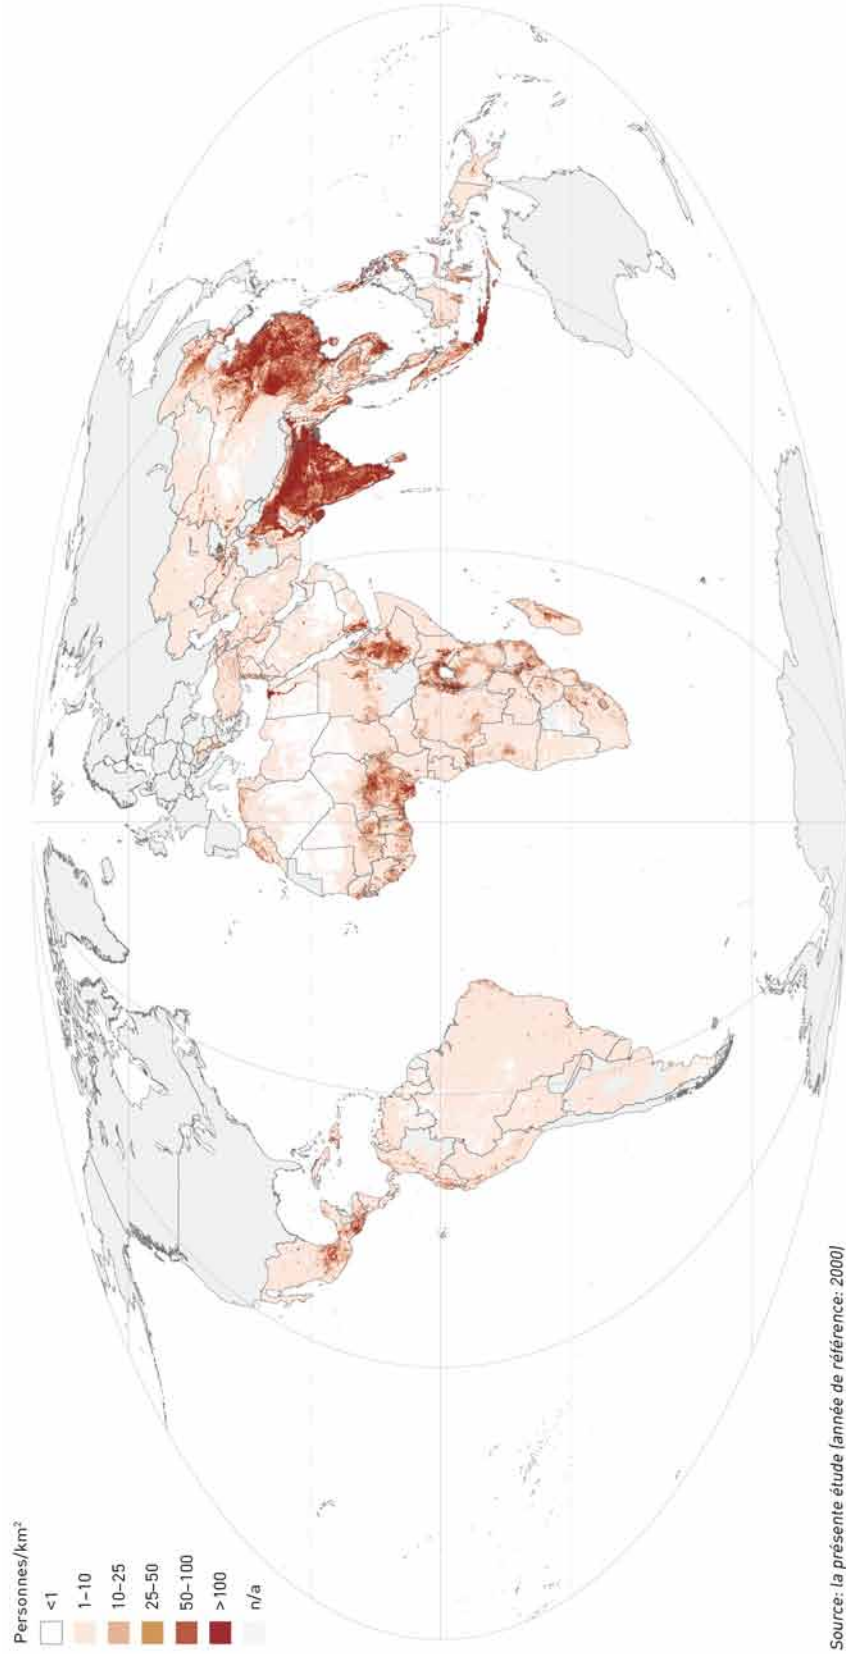 Personnes/km²
<1
1–10
10–25
25–50
50–100
>100
n/a
Source: la présente étude (année de référence: 2000)